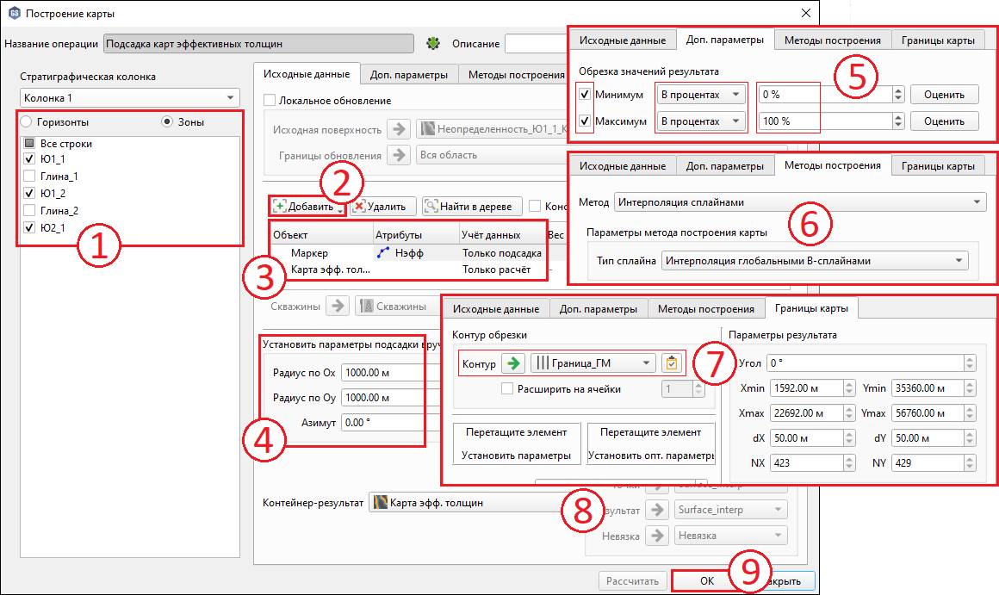 Построение карты
Название операции Подсадка карт эффективных толщин Описание
Стратиграфическая колонка
Колонка 1
Горизонты Зоны
Все строки
Ю1_1
Глина_1
Ю1_2
Глина_2
Ю2_1
1
Исходные данные Доп. параметры Методы построения
Локальное обновление
Исходная поверхность Неопределенность_Ю1_1_К
Границы обновления Вся область
2
Добавить Удалить Найти в дереве Конс
Объект Атрибуты Учёт данных Вес
Маркер Нэфф Только подсадка
Карта эфф. тол... Только расчёт -
3
Скважины Скважины
Установить параметры подсадки вруч
Радиус по Ox 1000.00 м
Радиус по Oy 1000.00 м
Азимут 0.00 °
4
Контейнер-результат Карта эфф. толщин
Исходные данные Доп. параметры Методы построения Границы карты
Обрезка значений результата
5
Минимум В процентах 0 % Оценить
Максимум В процентах 100 % Оценить
Исходные данные Доп. параметры Методы построения Границы карты
Метод Интерполяция сплайнами
6
Параметры метода построения карты
Тип сплайна Интерполяция глобальными B-сплайнами
Исходные данные Доп. параметры Методы построения Границы карты
Контур обрезки
Контур Граница_ГМ
7
Расширить на ячейки 1
Перетащите элемент Перетащите элемент
Установить параметры Установить опт. параметры
Параметры результата
Угол 0 °
Xmin 1592.00 м Ymin 35360.00 м
Xmax 22692.00 м Ymax 56760.00 м
dX 50.00 м dY 50.00 м
NX 423 NY 429
8
зультат Surface_interp
Невязка Невязка
Рассчитать OK 9 акрыть